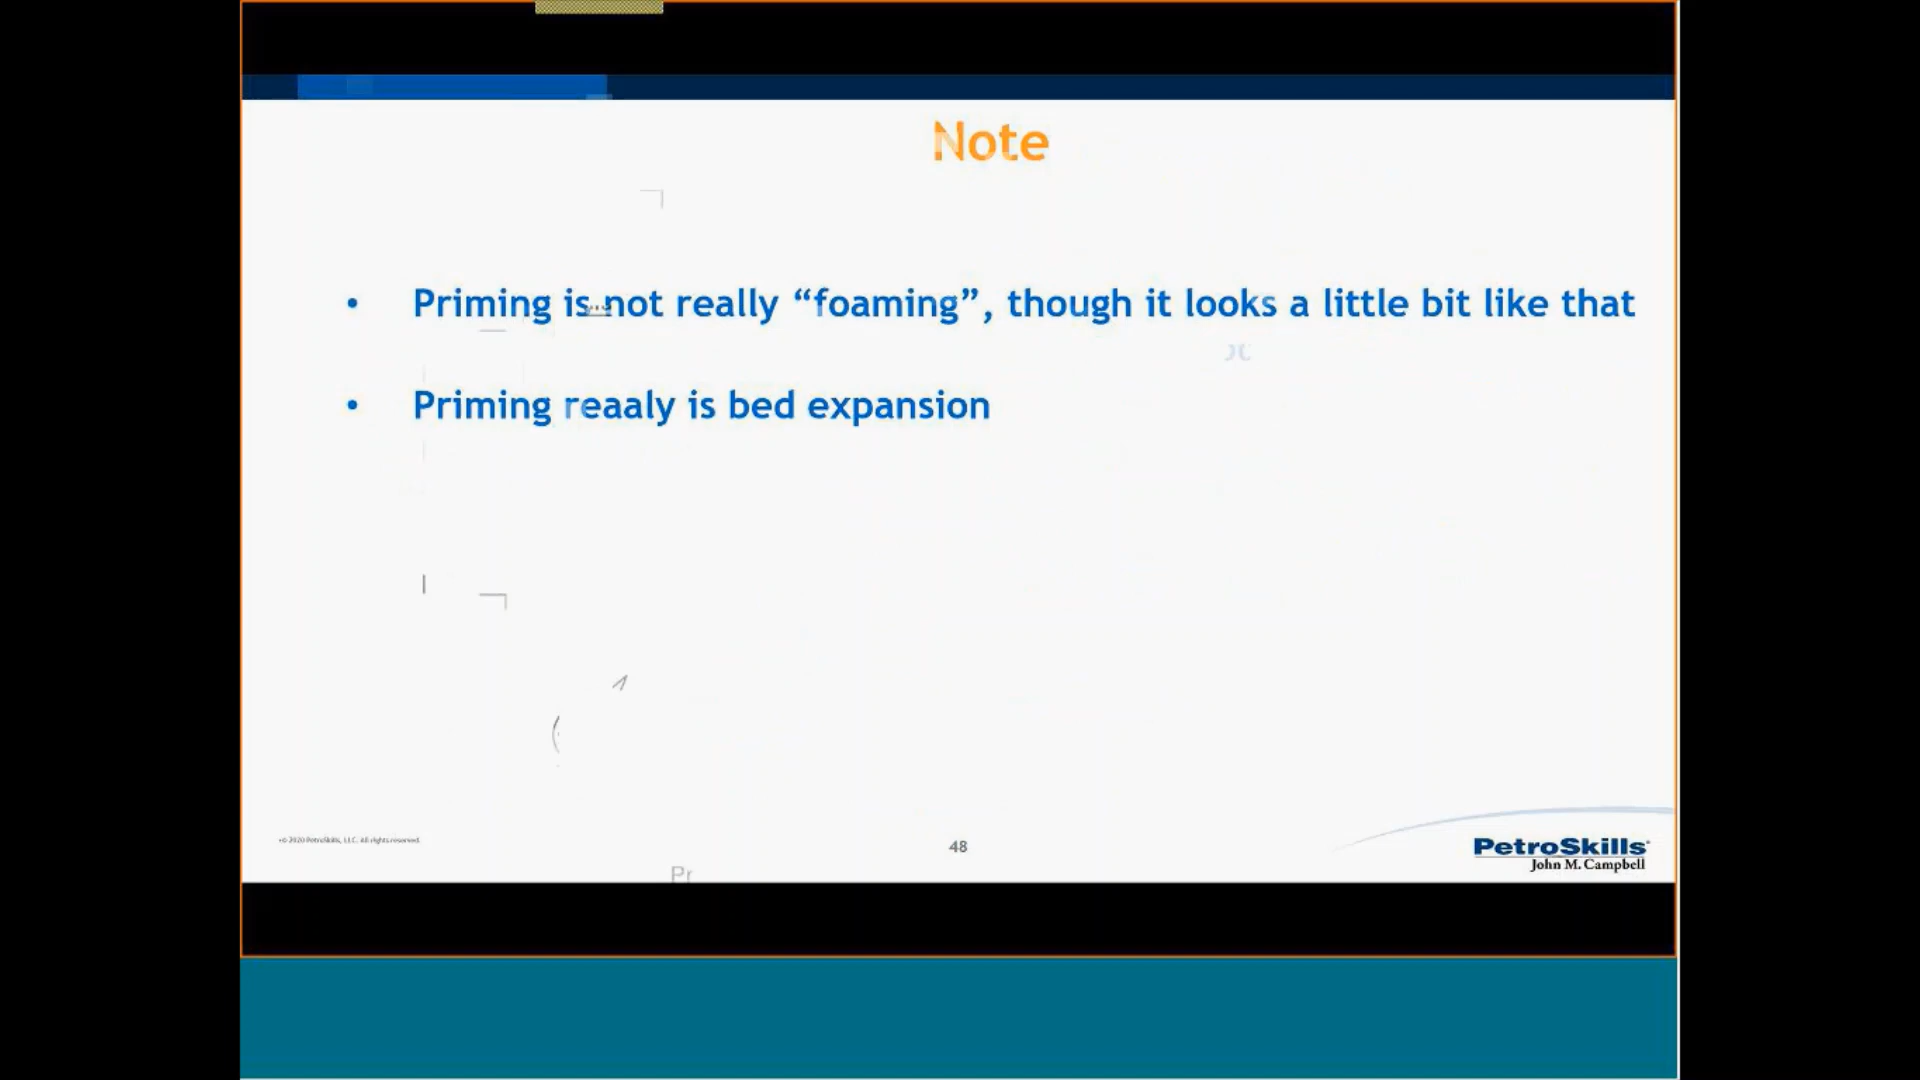 Note
• Priming is not really “foaming”, though it looks a little bit like that
• Priming reaaly is bed expansion
•© 2020 PetroSkills, LLC. All rights reserved.
48
PetroSkills
John M. Campbell
Pr